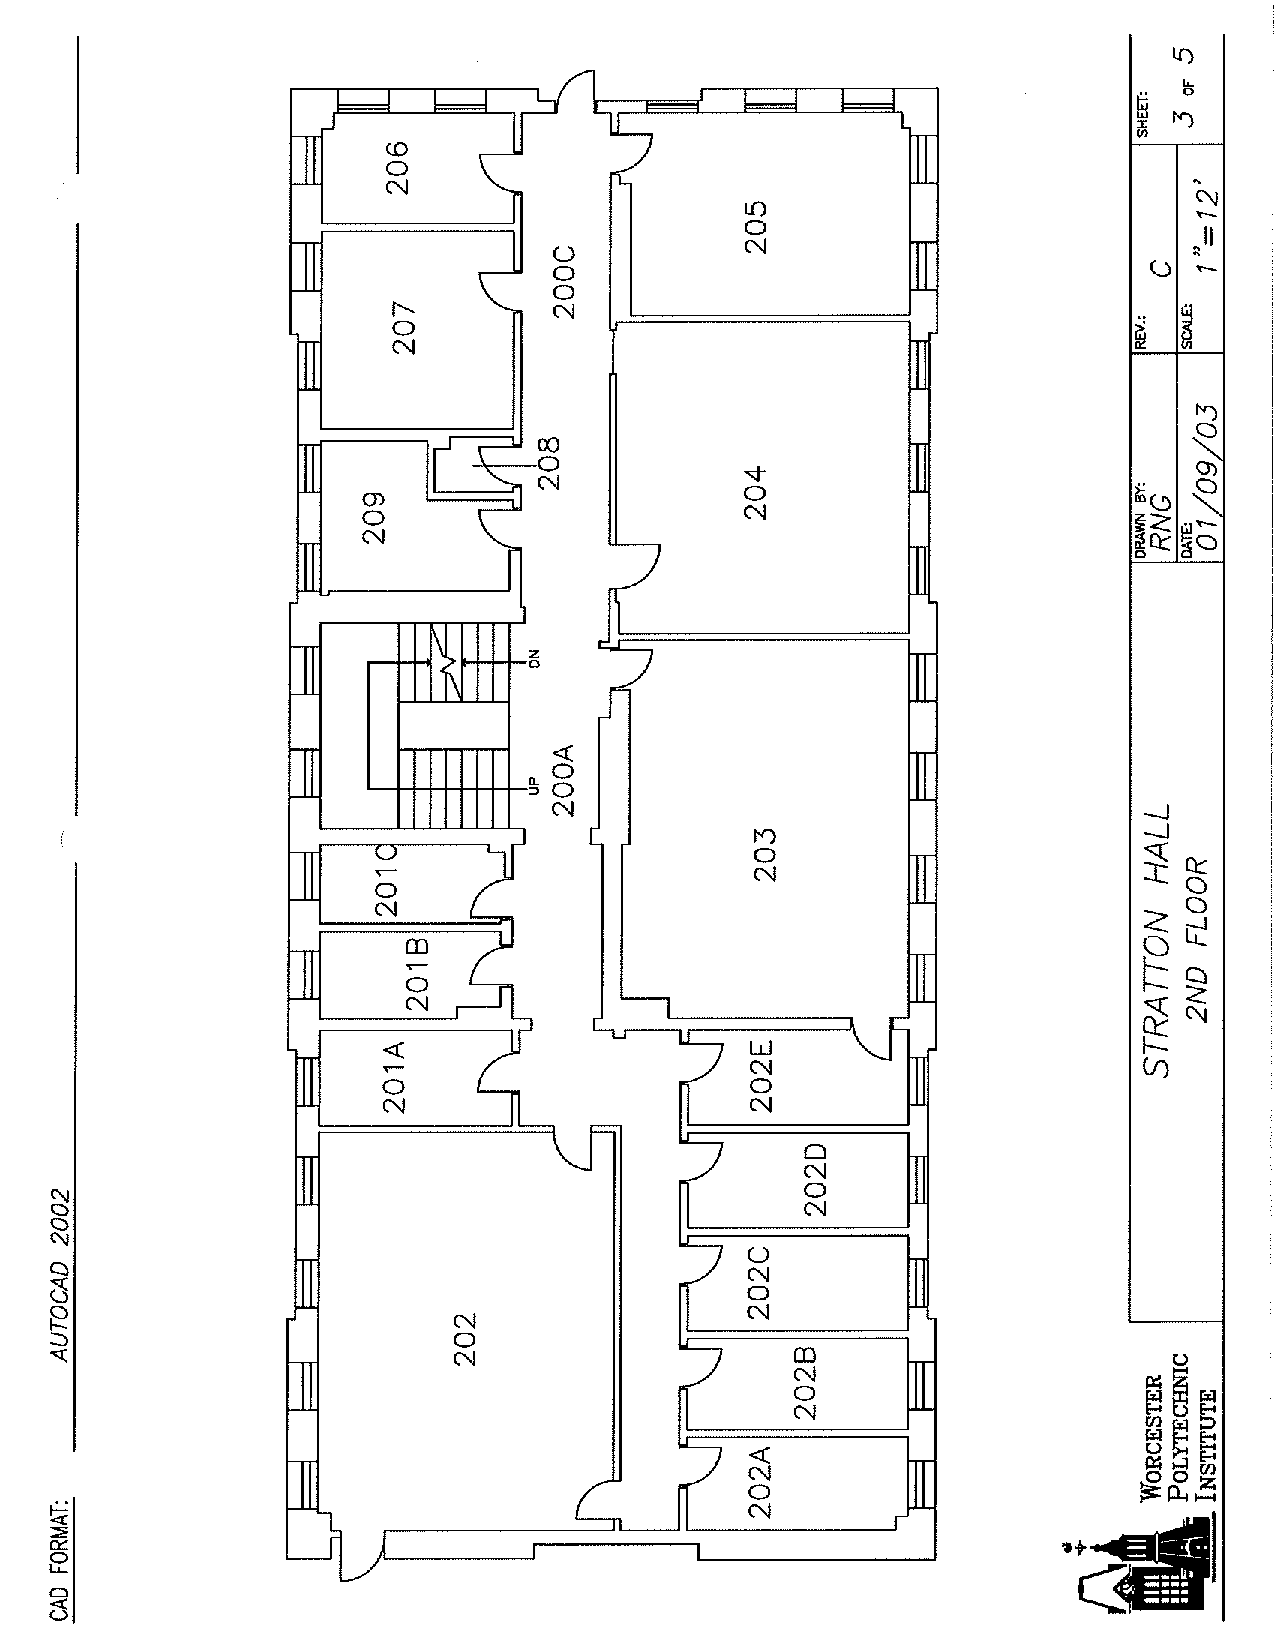 CAD FORMAT: AUTOCAD 2002
206
207
208
209
200C
205
204
203
UP
DN
200A
201C
201B
201A
202
202E
202D
202C
202B
202A
WORCESTER
POLYTECHNIC
INSTITUTE
STRATTON HALL
2ND FLOOR
DRAWN BY:
RNG
DATE:
01/09/03
REV.:
C
SCALE:
1"=12'
SHEET:
3 OF 5